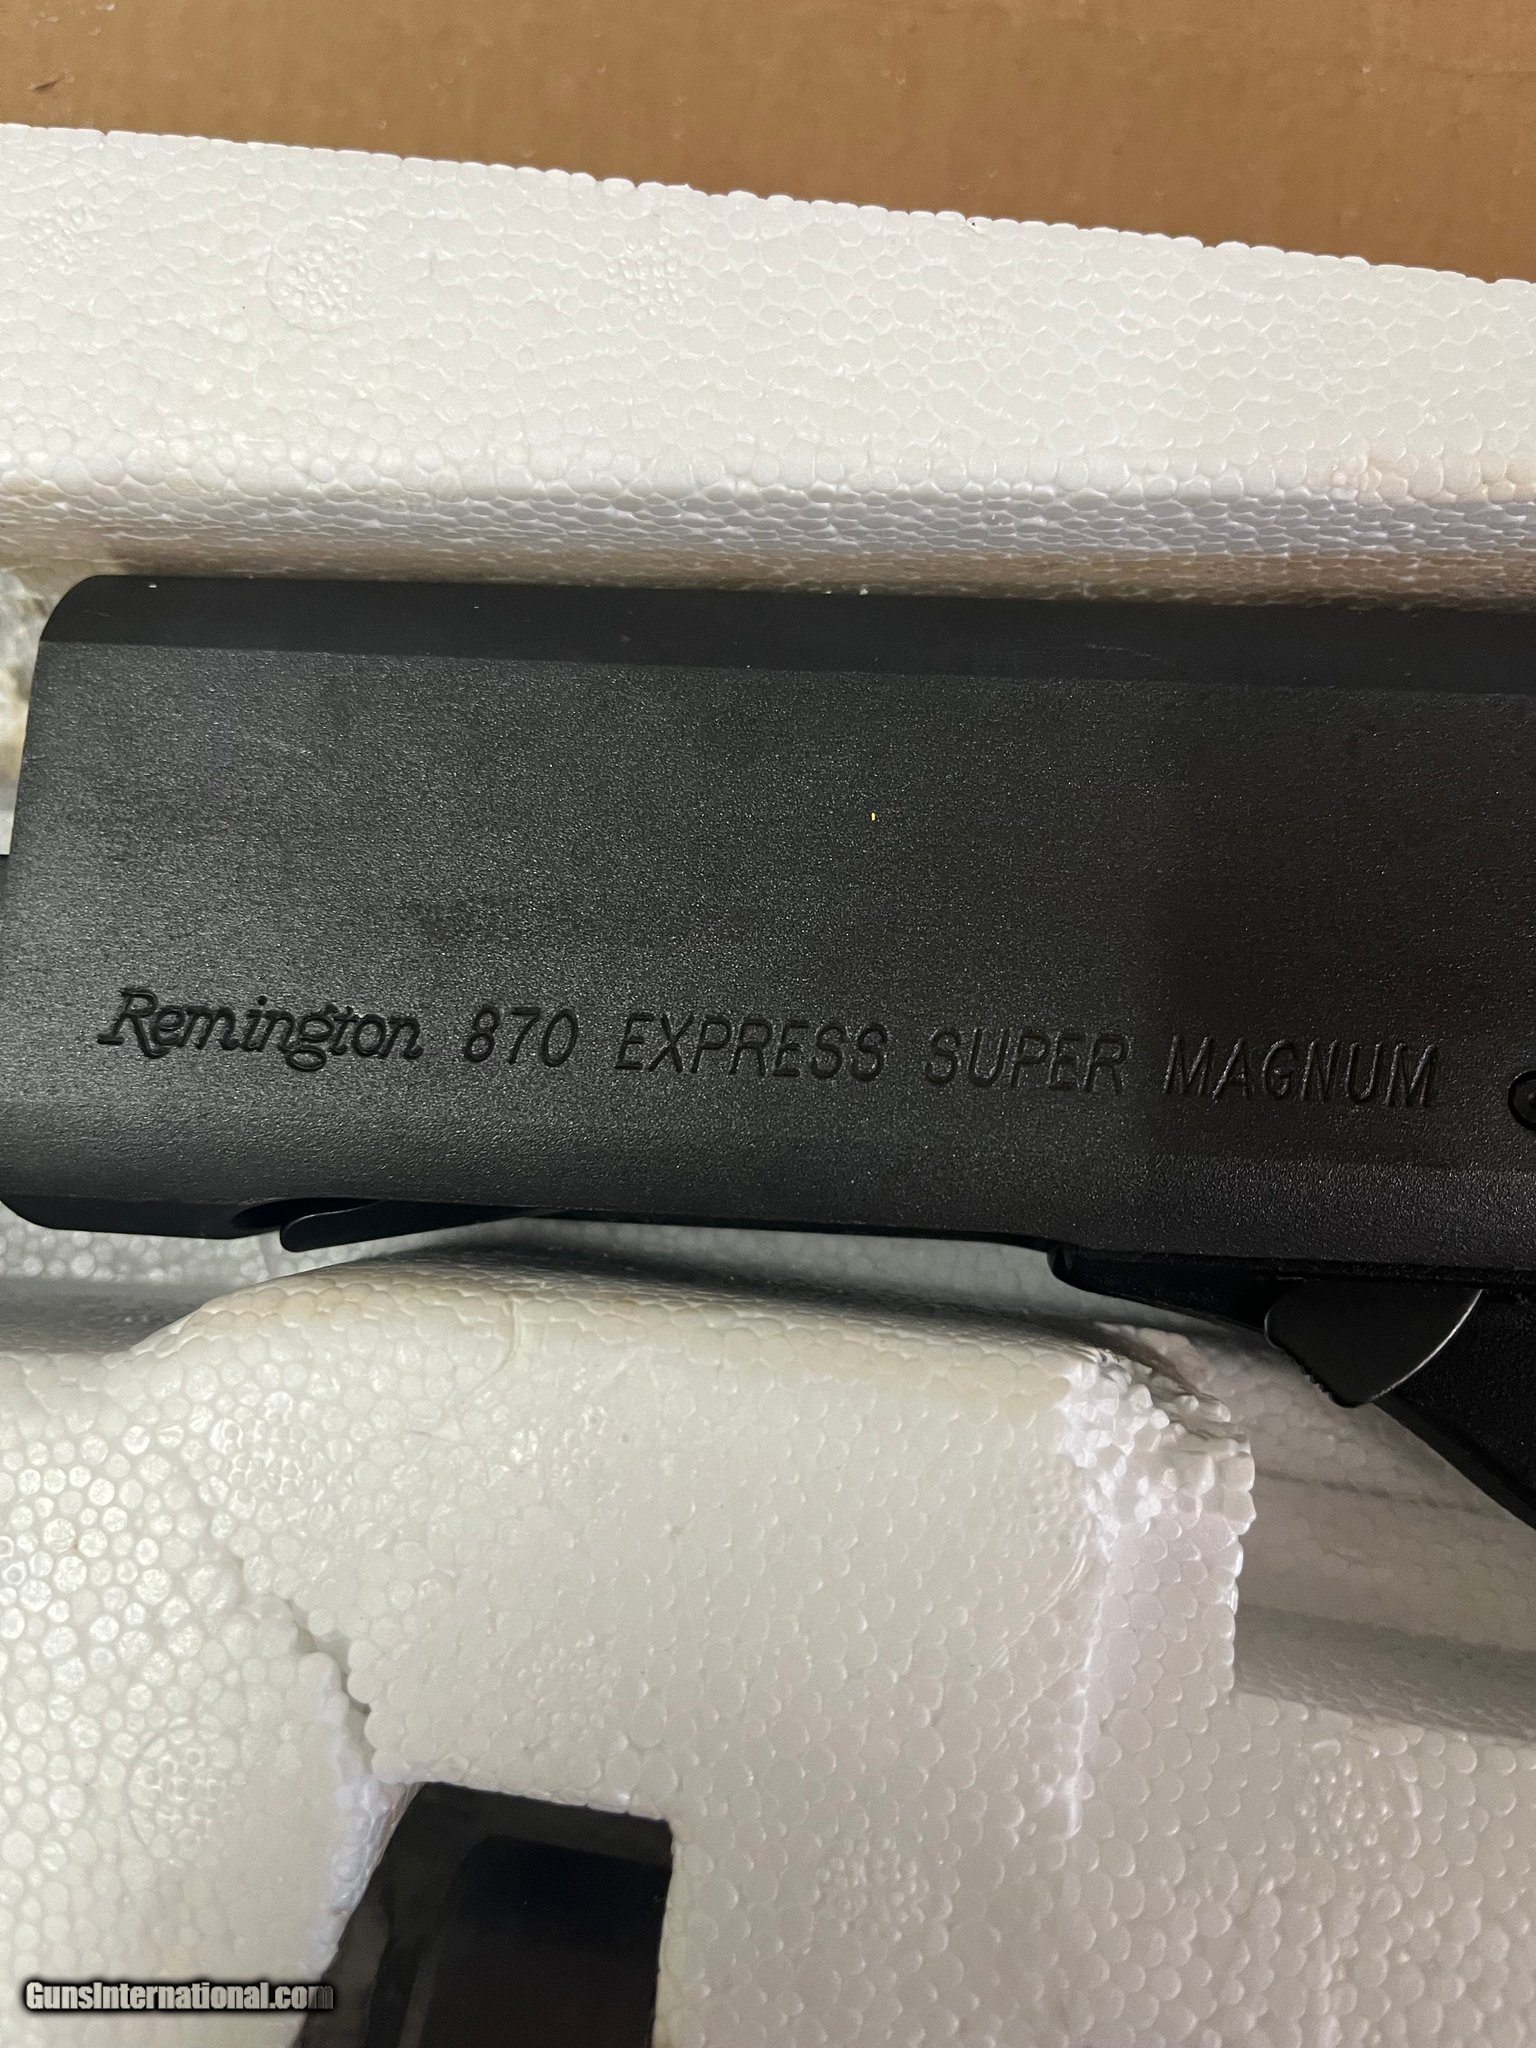 Remington 870 EXPRESS SUPER MAGNUM
GunsInternational.com